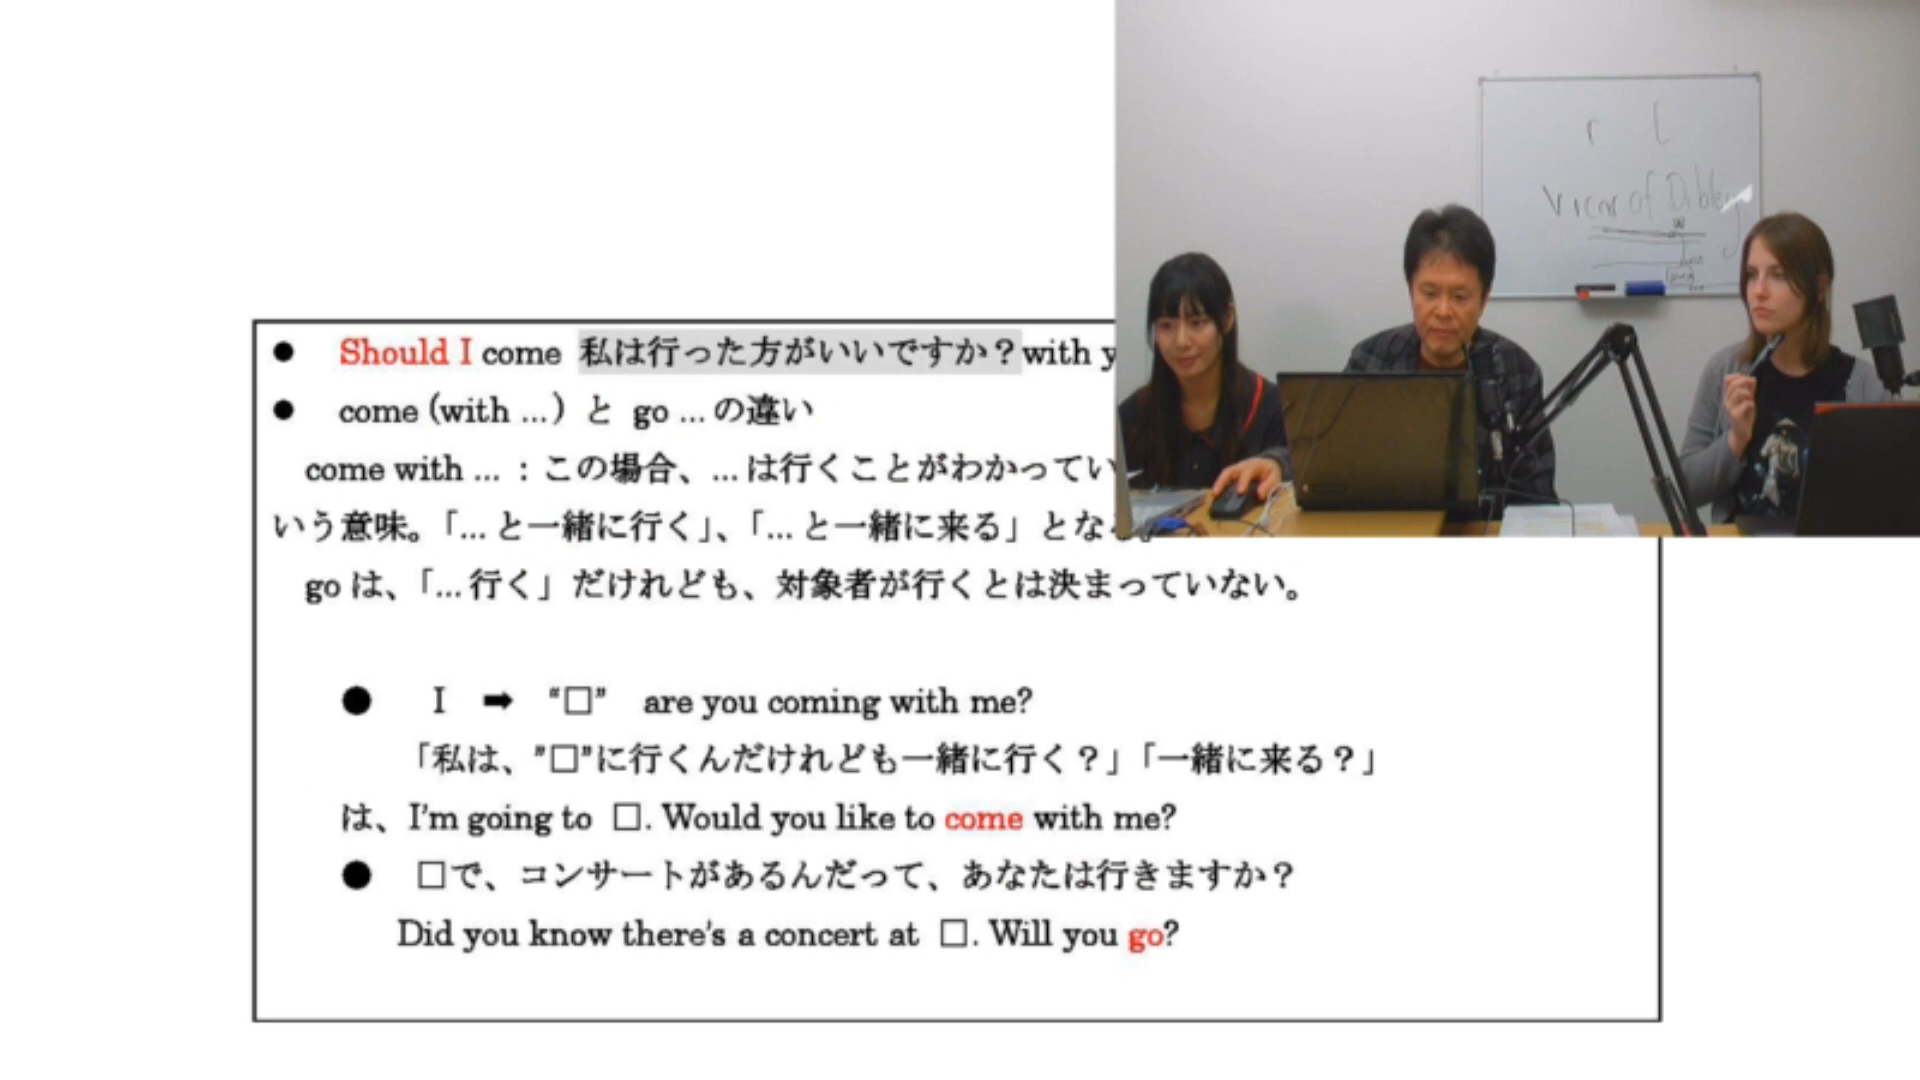 ● Should I come 私は行った方がいいですか？with
● come (with ...) と go ... の違い
come with ... : この場合、... は行くことがわかってい
いう意味。「... と一緒に行く」、「... と一緒に来る」とな
go は、「... 行く」だけれども、対象者が行くとは決まっていない。
● I ➡ “□” are you coming with me?
「私は、”□”に行くんだけれども一緒に行く？」「一緒に来る？」
は、I’m going to □. Would you like to come with me?
● □で、コンサートがあるんだって、あなたは行きますか？
Did you know there’s a concert at □. Will you go?
r l
Vicar of Dibley